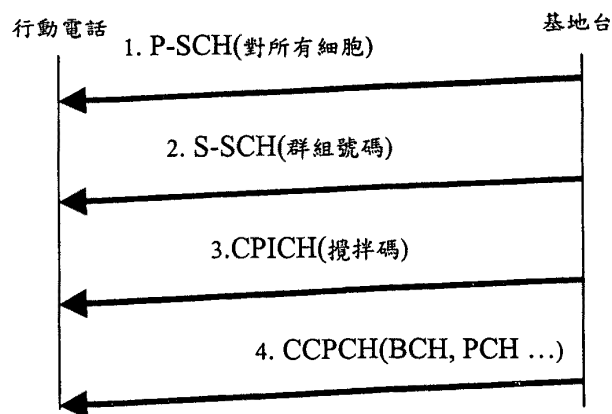 行動電話
基地台
1. P-SCH(對所有細胞)
2. S-SCH(群組號碼)
3.CPICH(攪拌碼)
4. CCPCH(BCH, PCH …)